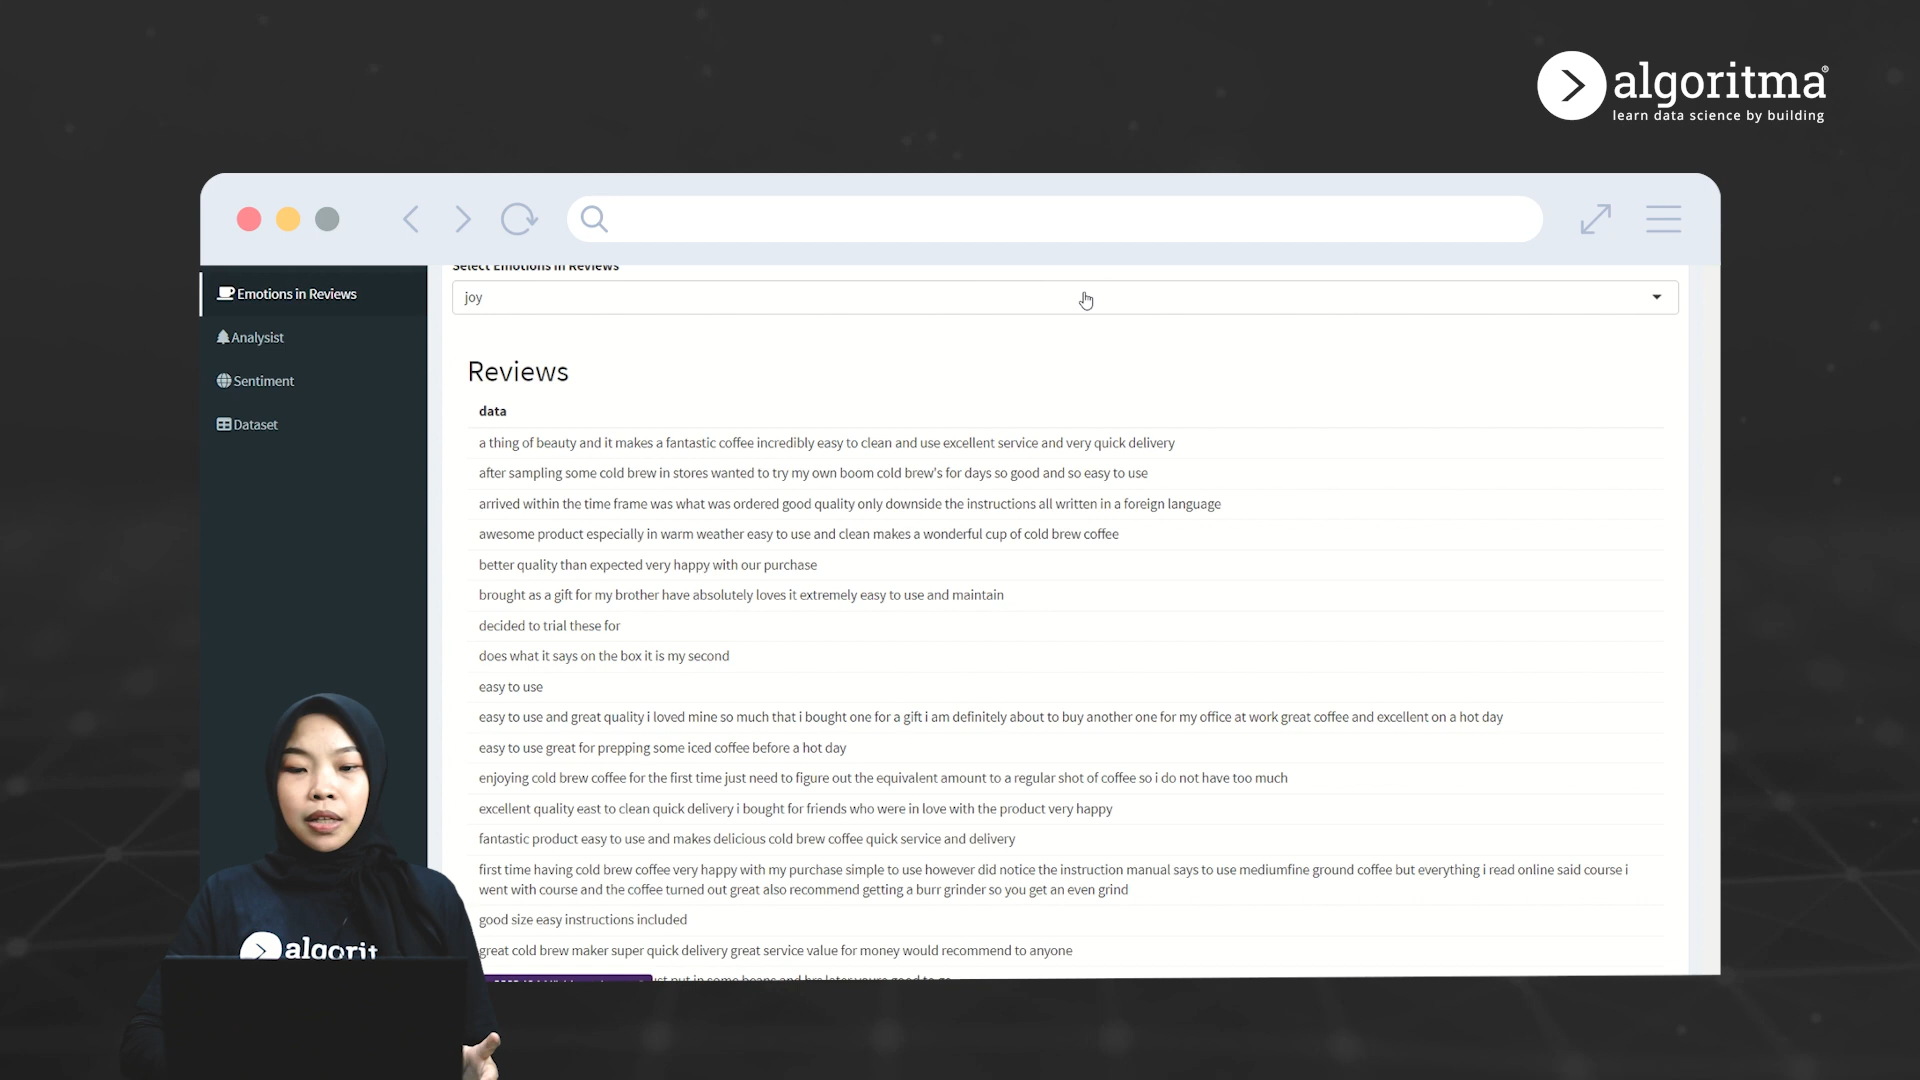 algoritma®
learn data science by building
Select Emotions in Reviews
Emotions in Reviews
joy
Analysist
Sentiment
Dataset
Reviews
data
a thing of beauty and it makes a fantastic coffee incredibly easy to clean and use excellent service and very quick delivery
after sampling some cold brew in stores wanted to try my own boom cold brew's for days so good and so easy to use
arrived within the time frame was what was ordered good quality only downside the instructions all written in a foreign language
awesome product especially in warm weather easy to use and clean makes a wonderful cup of cold brew coffee
better quality than expected very happy with our purchase
brought as a gift for my brother have absolutely loves it extremely easy to use and maintain
decided to trial these for
does what it says on the box it is my second
easy to use
easy to use and great quality i loved mine so much that i bought one for a gift i am definitely about to buy another one for my office at work great coffee and excellent on a hot day
easy to use great for prepping some iced coffee before a hot day
enjoying cold brew coffee for the first time just need to figure out the equivalent amount to a regular shot of coffee so i do not have too much
excellent quality east to clean quick delivery i bought for friends who were in love with the product very happy
fantastic product easy to use and makes delicious cold brew coffee quick service and delivery
first time having cold brew coffee very happy with my purchase simple to use however did notice the instruction manual says to use mediumfine ground coffee but everything i read online said course i
went with course and the coffee turned out great also recommend getting a burr grinder so you get an even grind
good size easy instructions included
great cold brew maker super quick delivery great service value for money would recommend to anyone
put in some beans and hrs later youre good to go
algorit